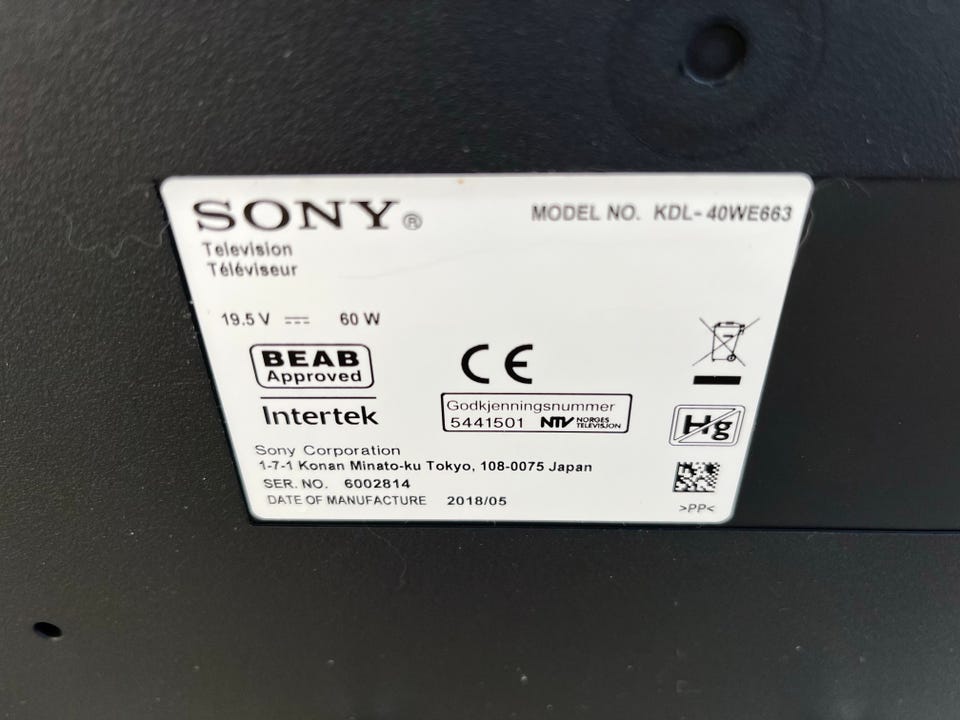 SONY®
MODEL NO. KDL-40WE663
Television
Téléviseur
19.5 V ⎓ 60 W
BEAB
Approved
Intertek
CE
Godkjenningsnummer
5441501 NTV NORGES TELEVISJON
Hg
Sony Corporation
1-7-1 Konan Minato-ku Tokyo, 108-0075 Japan
SER. NO. 6002814
DATE OF MANUFACTURE 2018/05
>PP<